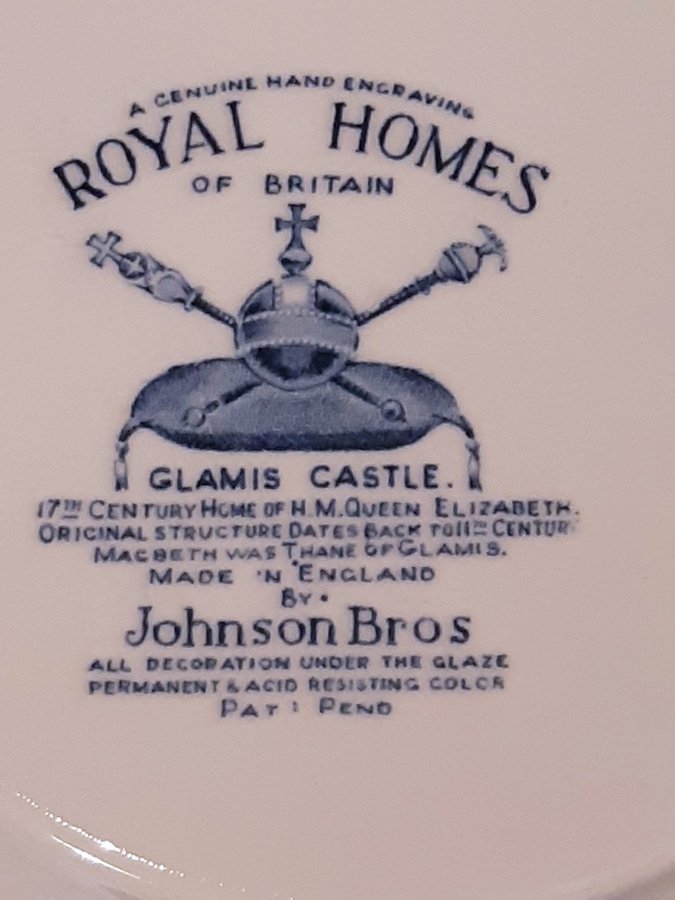 A GENUINE HAND ENGRAVING
ROYAL HOMES
OF BRITAIN
GLAMIS CASTLE.
17TH CENTURY HOME OF H.M. QUEEN ELIZABETH.
ORIGINAL STRUCTURE DATES BACK TO 11TH CENTURY
MACBETH WAS THANE OF GLAMIS.
MADE IN ENGLAND
BY.
Johnson Bros
ALL DECORATION UNDER THE GLAZE
PERMANENT & ACID RESISTING COLOR
PAT: PEND